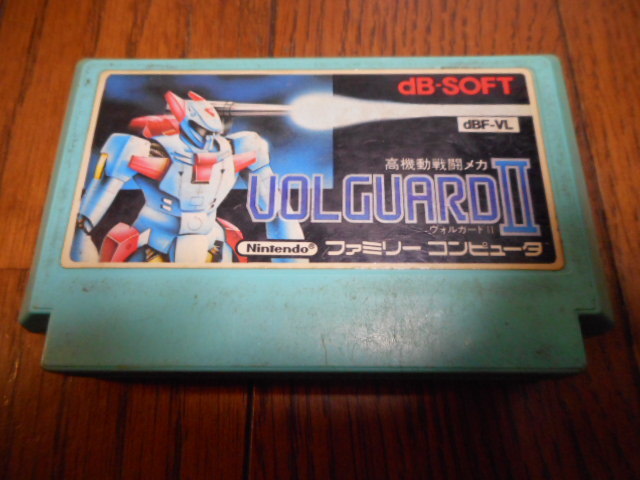 dB-SOFT
dBF-VL
高機動戦闘メカ
VOLGUARD II
ヴォルガードII
Nintendo® ファミリー コンピュータ